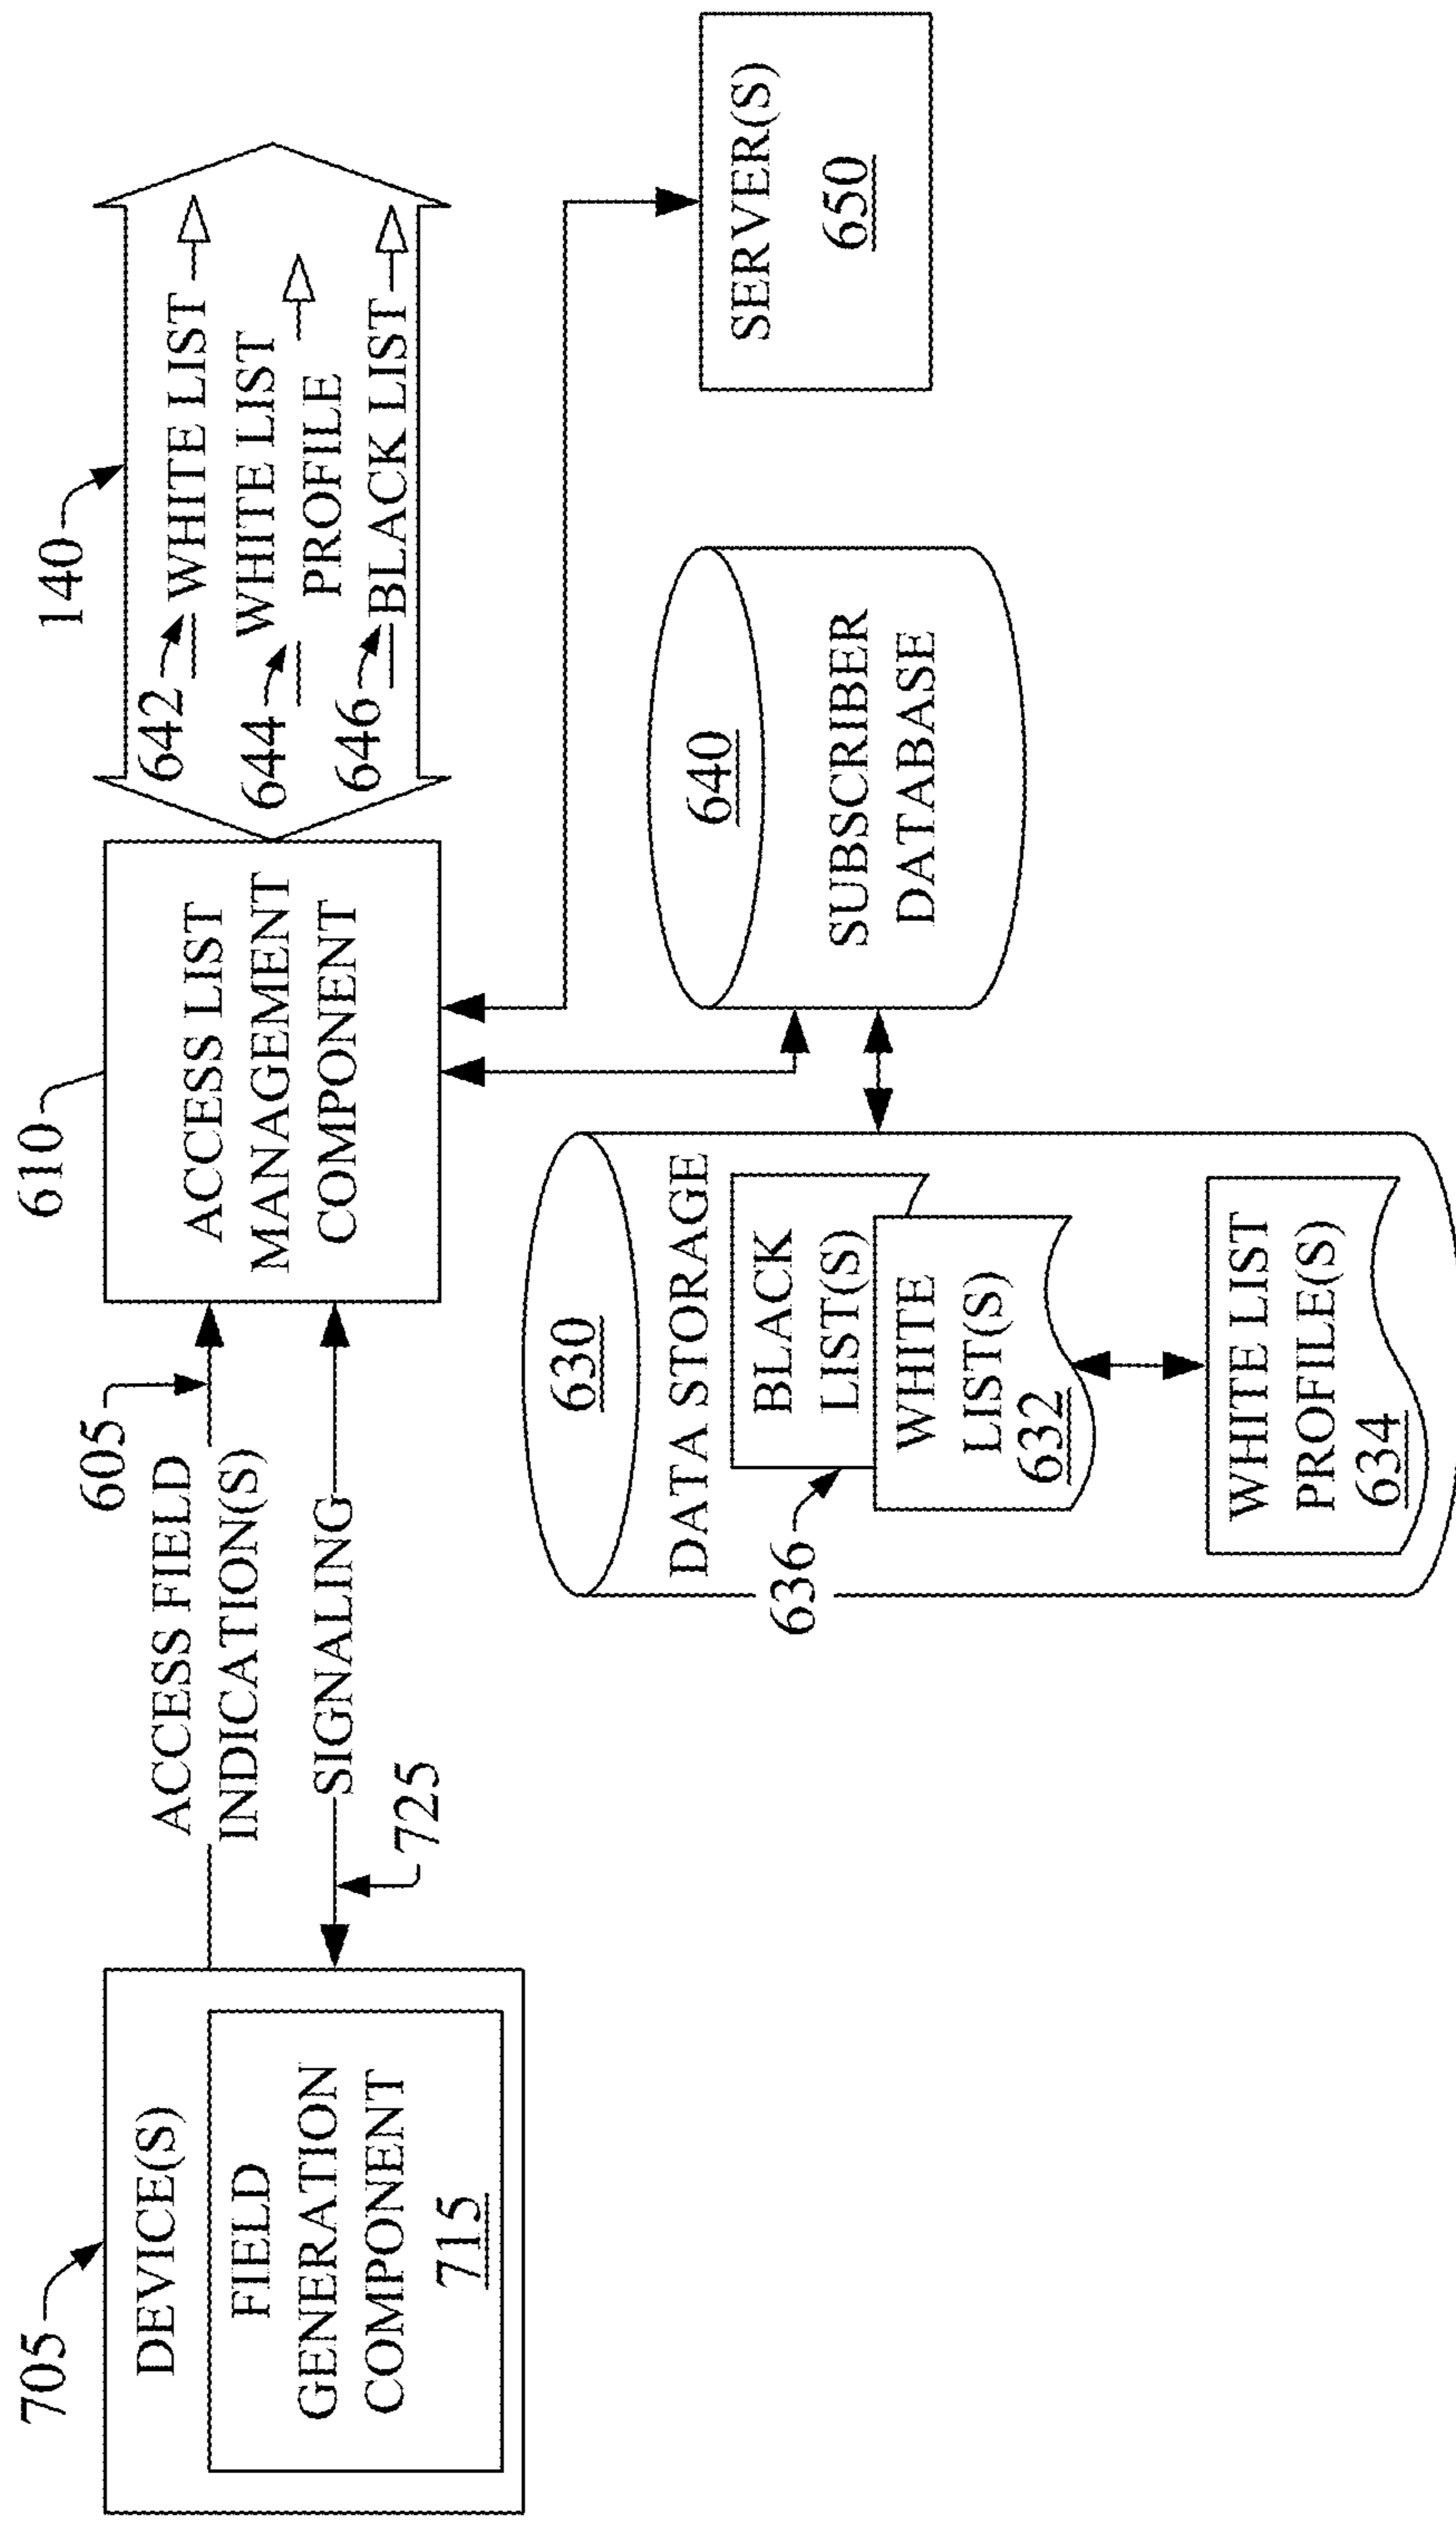 705
DEVICE(S)
FIELD
GENERATION
COMPONENT
715
ACCESS FIELD
INDICATION(S)
605
SIGNALING
725
610
ACCESS LIST
MANAGEMENT
COMPONENT
140
642
WHITE LIST
644
WHITE LIST
PROFILE
646
BLACK LIST
630
DATA STORAGE
636
BLACK
LIST(S)
WHITE
LIST(S)
632
WHITE LIST
PROFILE(S)
634
640
SUBSCRIBER
DATABASE
SERVER(S)
650